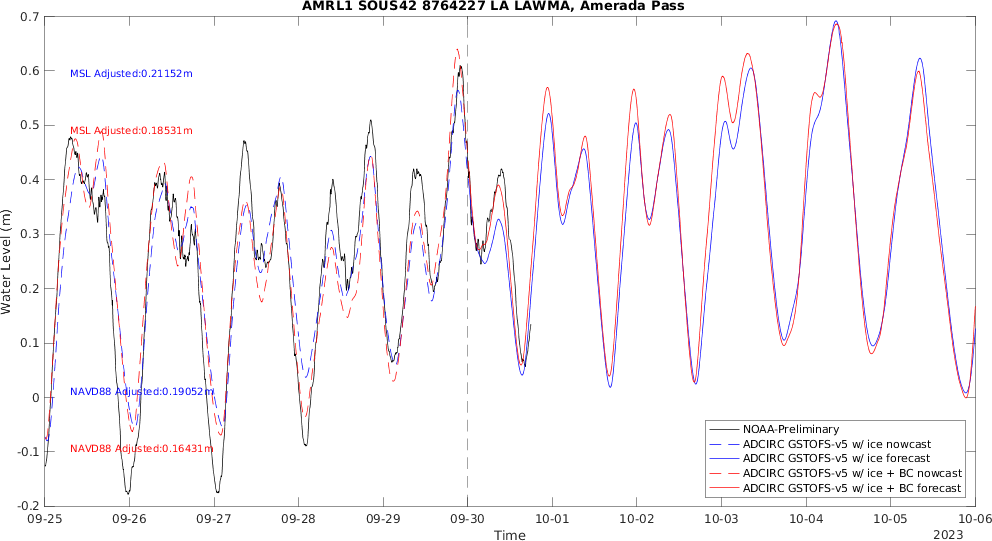 AMRL1 SOUS42 8764227 LA LAWMA, Amerada Pass
0.7
0.6
0.5
0.4
0.3
0.2
0.1
0
-0.1
-0.2
Water Level (m)
MSL Adjusted:0.21152m
MSL Adjusted:0.18531m
NAVD88 Adjusted:0.19052m
NAVD88 Adjusted:0.16431m
NOAA-Preliminary
ADCIRC GSTOFS-v5 w/ ice nowcast
ADCIRC GSTOFS-v5 w/ ice forecast
ADCIRC GSTOFS-v5 w/ ice + BC nowcast
ADCIRC GSTOFS-v5 w/ ice + BC forecast
09-25 09-26 09-27 09-28 09-29 09-30 10-01 10-02 10-03 10-04 10-05 10-06
Time
2023